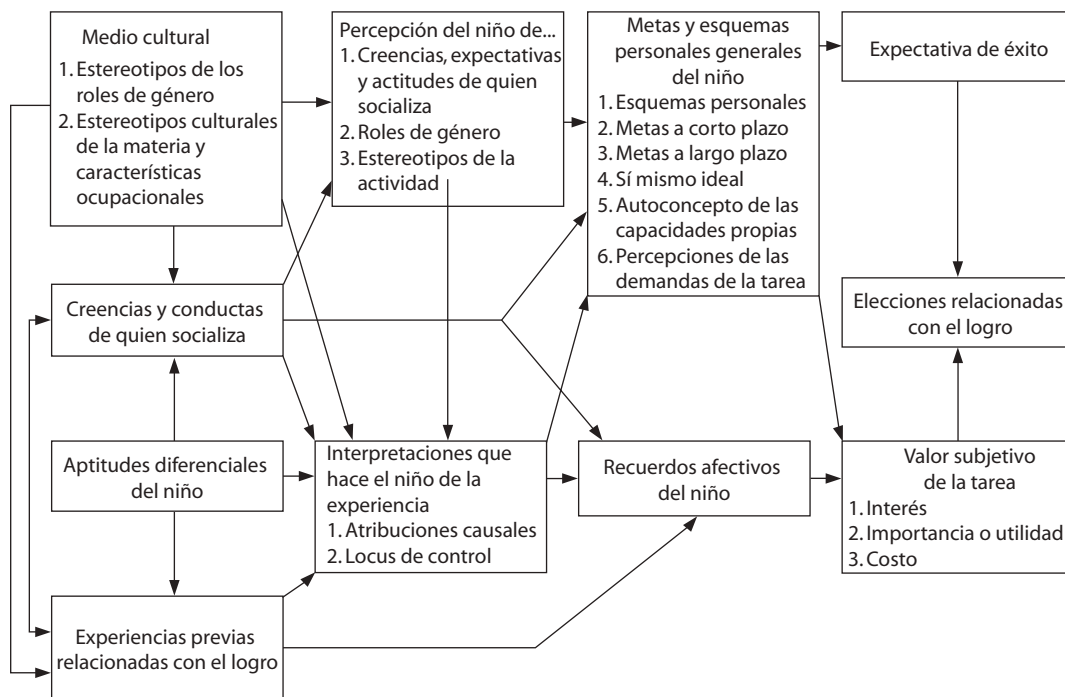 Medio cultural
1. Estereotipos de los
roles de género
2. Estereotipos culturales
de la materia y
características
ocupacionales
Percepción del niño de...
1. Creencias, expectativas
y actitudes de quien
socializa
2. Roles de género
3. Estereotipos de la
actividad
Metas y esquemas
personales generales
del niño
1. Esquemas personales
2. Metas a corto plazo
3. Metas a largo plazo
4. Sí mismo ideal
5. Autoconcepto de las
capacidades propias
6. Percepciones de las
demandas de la tarea
Expectativa de éxito
Creencias y conductas
de quien socializa
Elecciones relacionadas
con el logro
Aptitudes diferenciales
del niño
Interpretaciones que
hace el niño de la
experiencia
1. Atribuciones causales
2. Locus de control
Recuerdos afectivos
del niño
Valor subjetivo
de la tarea
1. Interés
2. Importancia o utilidad
3. Costo
Experiencias previas
relacionadas con el logro